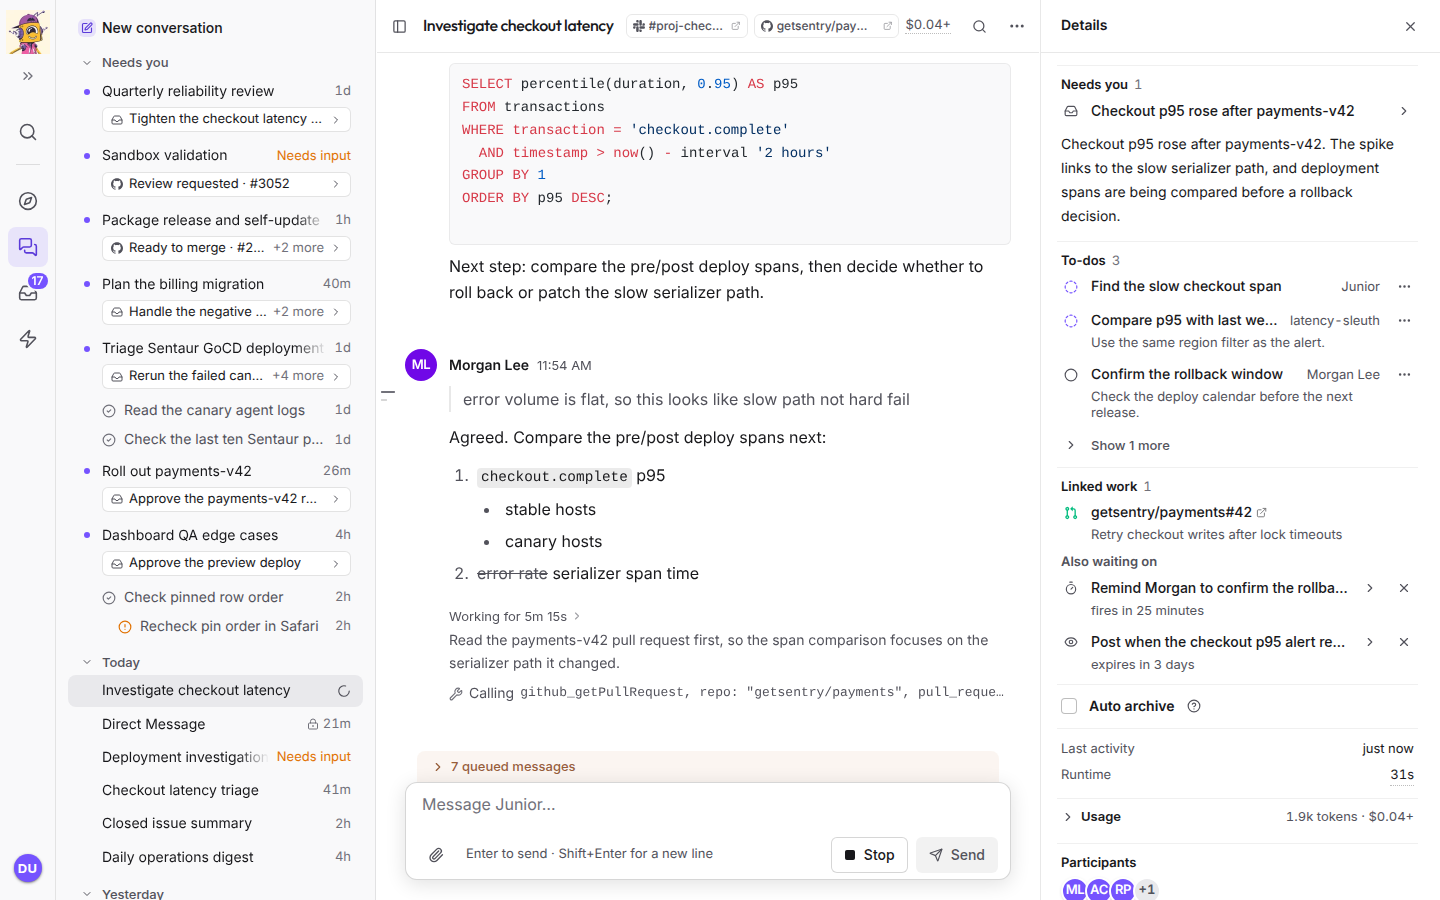 New conversation
Needs you
Quarterly reliability review 1d
Tighten the checkout latency ...
Sandbox validation Needs input
Review requested · #3052
Package release and self-update 1h
Ready to merge · #2... +2 more
Plan the billing migration 40m
Handle the negative ... +2 more
Triage Sentaur GoCD deployment 1d
Rerun the failed can... +4 more
Read the canary agent logs 1d
Check the last ten Sentaur p... 1d
Roll out payments-v42 26m
Approve the payments-v42 r...
Dashboard QA edge cases 4h
Approve the preview deploy
Check pinned row order 2h
Recheck pin order in Safari 2h
Today
Investigate checkout latency
Direct Message 21m
Deployment investigation Needs input
Checkout latency triage 41m
Closed issue summary 2h
Daily operations digest 4h
Yesterday
17
DU
Investigate checkout latency #proj-chec... getsentry/pay... $0.04+
SELECT percentile(duration, 0.95) AS p95
FROM transactions
WHERE transaction = 'checkout.complete'
AND timestamp > now() - interval '2 hours'
GROUP BY 1
ORDER BY p95 DESC;
Next step: compare the pre/post deploy spans, then decide whether to
roll back or patch the slow serializer path.
ML Morgan Lee 11:54 AM
error volume is flat, so this looks like slow path not hard fail
Agreed. Compare the pre/post deploy spans next:
1. checkout.complete p95
• stable hosts
• canary hosts
2. error rate serializer span time
Working for 5m 15s
Read the payments-v42 pull request first, so the span comparison focuses on the
serializer path it changed.
Calling github_getPullRequest, repo: "getsentry/payments", pull_reque...
7 queued messages
Message Junior...
Enter to send · Shift+Enter for a new line Stop Send
Details
Needs you 1
Checkout p95 rose after payments-v42
Checkout p95 rose after payments-v42. The spike
links to the slow serializer path, and deployment
spans are being compared before a rollback
decision.
To-dos 3
Find the slow checkout span Junior
Compare p95 with last we... latency-sleuth
Use the same region filter as the alert.
Confirm the rollback window Morgan Lee
Check the deploy calendar before the next
release.
Show 1 more
Linked work 1
getsentry/payments#42
Retry checkout writes after lock timeouts
Also waiting on
Remind Morgan to confirm the rollba...
fires in 25 minutes
Post when the checkout p95 alert re...
expires in 3 days
Auto archive
Last activity just now
Runtime 31s
Usage 1.9k tokens · $0.04+
Participants
ML AC RP +1